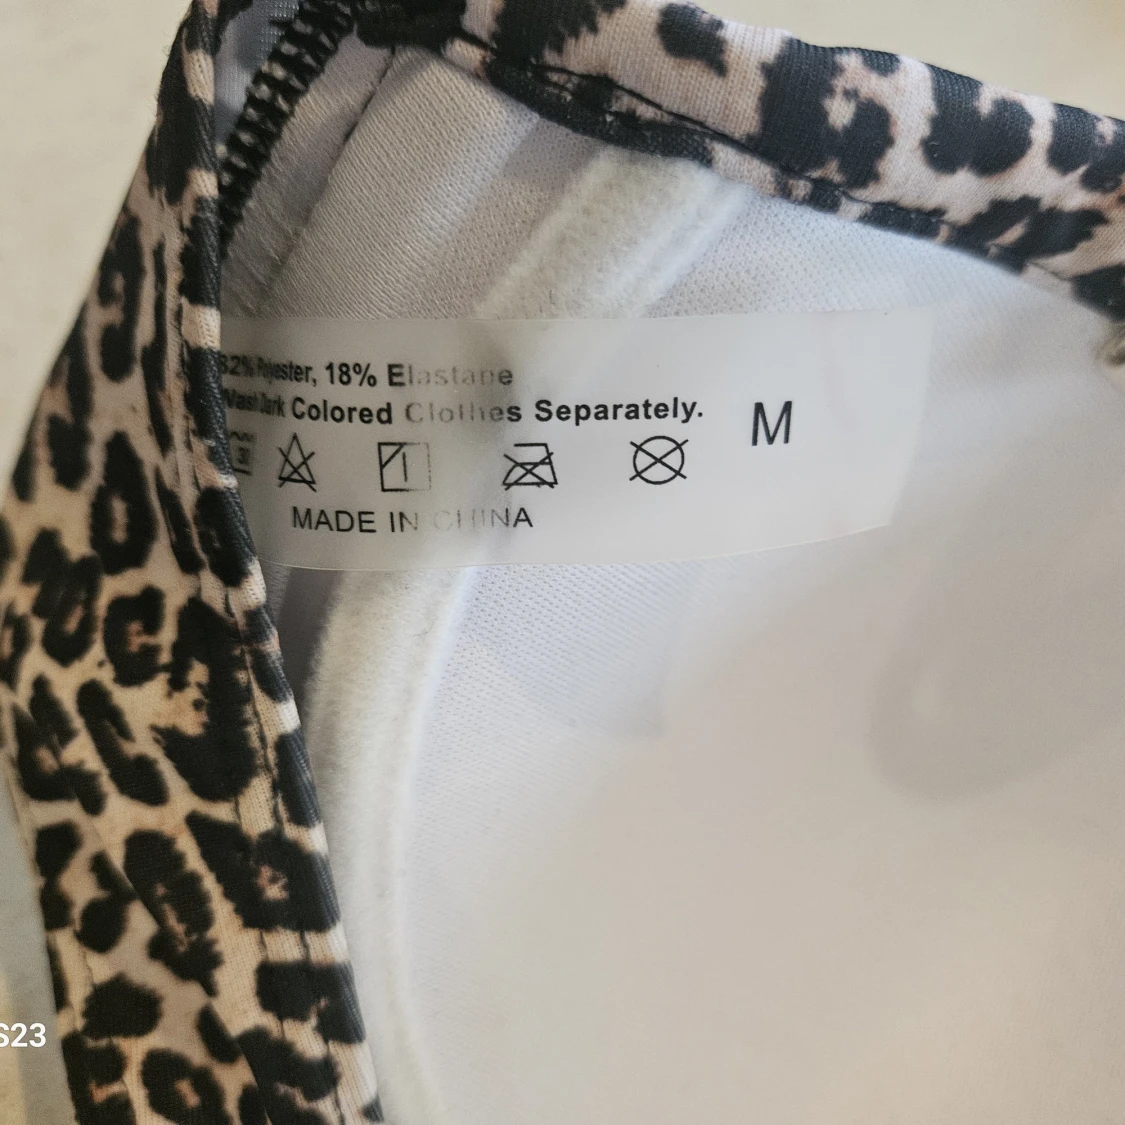 82% Polyester, 18% Elastane
Wash Dark Colored Clothes Separately.
M
30
MADE IN CHINA
S23